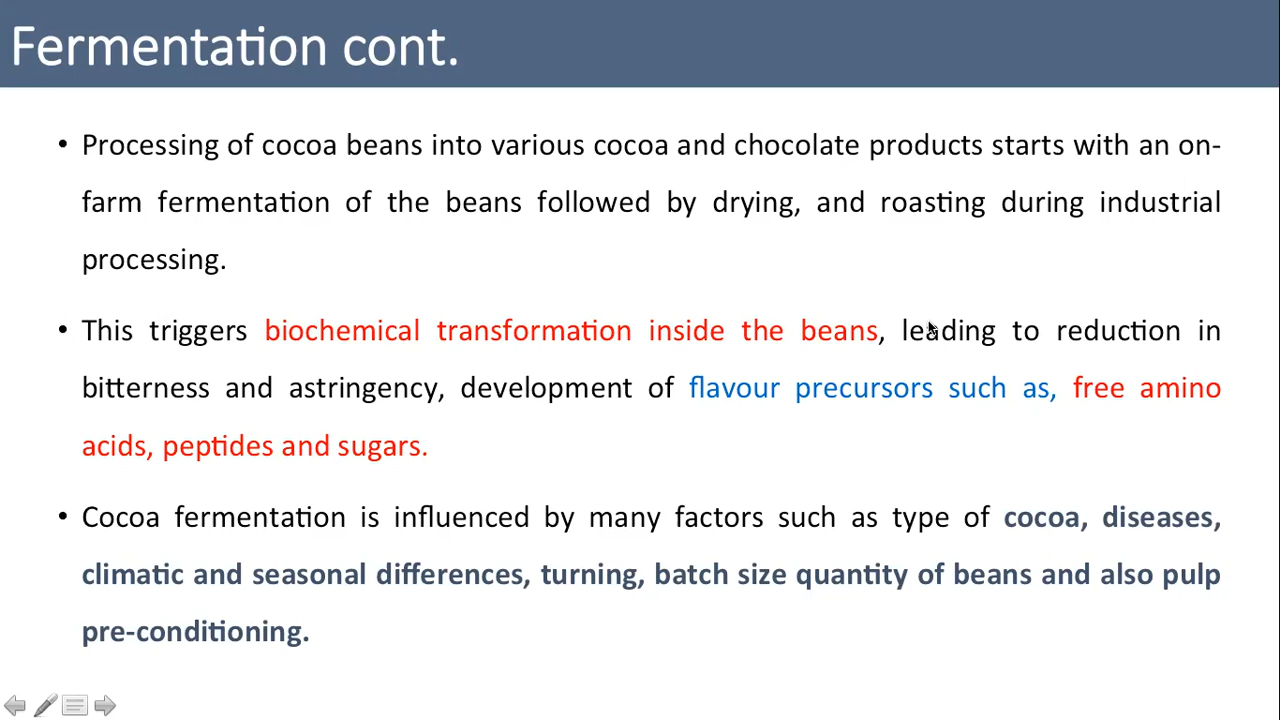 Fermentation cont.
• Processing of cocoa beans into various cocoa and chocolate products starts with an on-
farm fermentation of the beans followed by drying, and roasting during industrial
processing.
• This triggers biochemical transformation inside the beans, leading to reduction in
bitterness and astringency, development of flavour precursors such as, free amino
acids, peptides and sugars.
• Cocoa fermentation is influenced by many factors such as type of cocoa, diseases,
climatic and seasonal differences, turning, batch size quantity of beans and also pulp
pre-conditioning.